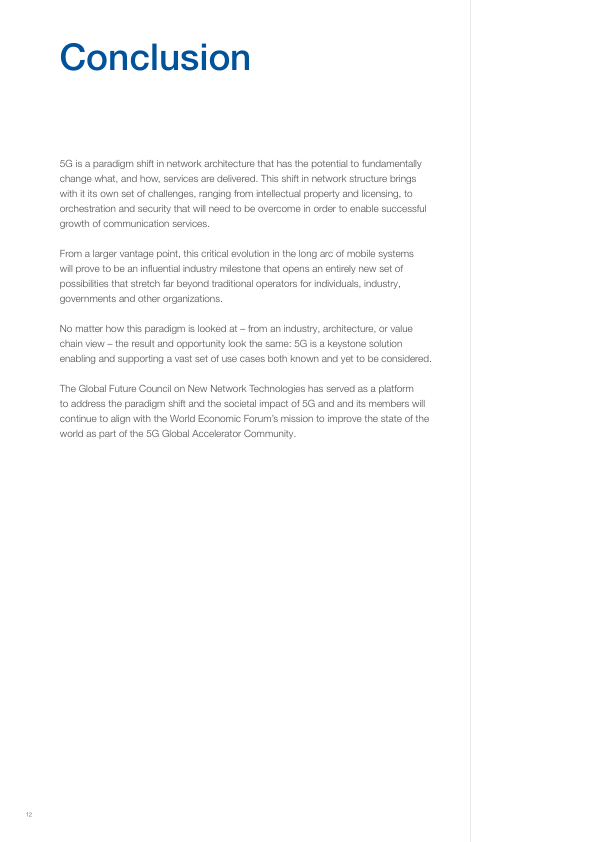 Conclusion
5G is a paradigm shift in network architecture that has the potential to fundamentally
change what, and how, services are delivered. This shift in network structure brings
with it its own set of challenges, ranging from intellectual property and licensing, to
orchestration and security that will need to be overcome in order to enable successful
growth of communication services.
From a larger vantage point, this critical evolution in the long arc of mobile systems
will prove to be an influential industry milestone that opens an entirely new set of
possibilities that stretch far beyond traditional operators for individuals, industry,
governments and other organizations.
No matter how this paradigm is looked at – from an industry, architecture, or value
chain view – the result and opportunity look the same: 5G is a keystone solution
enabling and supporting a vast set of use cases both known and yet to be considered.
The Global Future Council on New Network Technologies has served as a platform
to address the paradigm shift and the societal impact of 5G and and its members will
continue to align with the World Economic Forum's mission to improve the state of the
world as part of the 5G Global Accelerator Community.
12